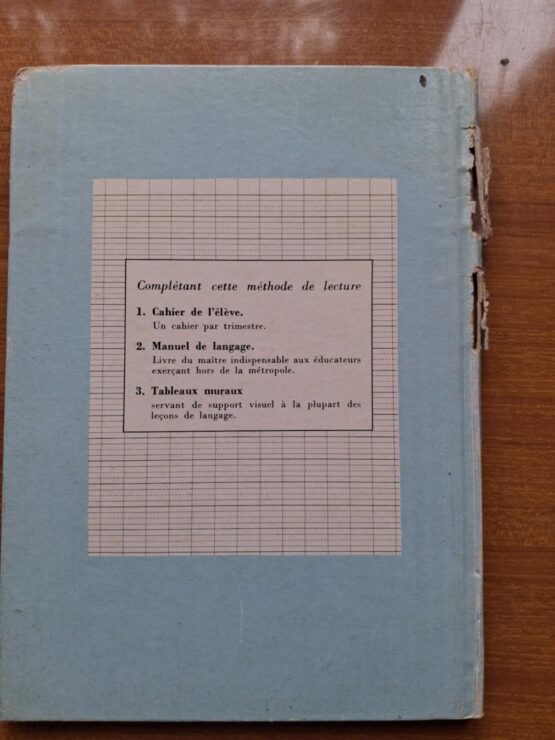 Complétant cette méthode de lecture
1. Cahier de l'élève.
Un cahier par trimestre.
2. Manuel de langage.
Livre du maître indispensable aux éducateurs
exerçant hors de la métropole.
3. Tableaux muraux
servant de support visuel à la plupart des
leçons de langage.